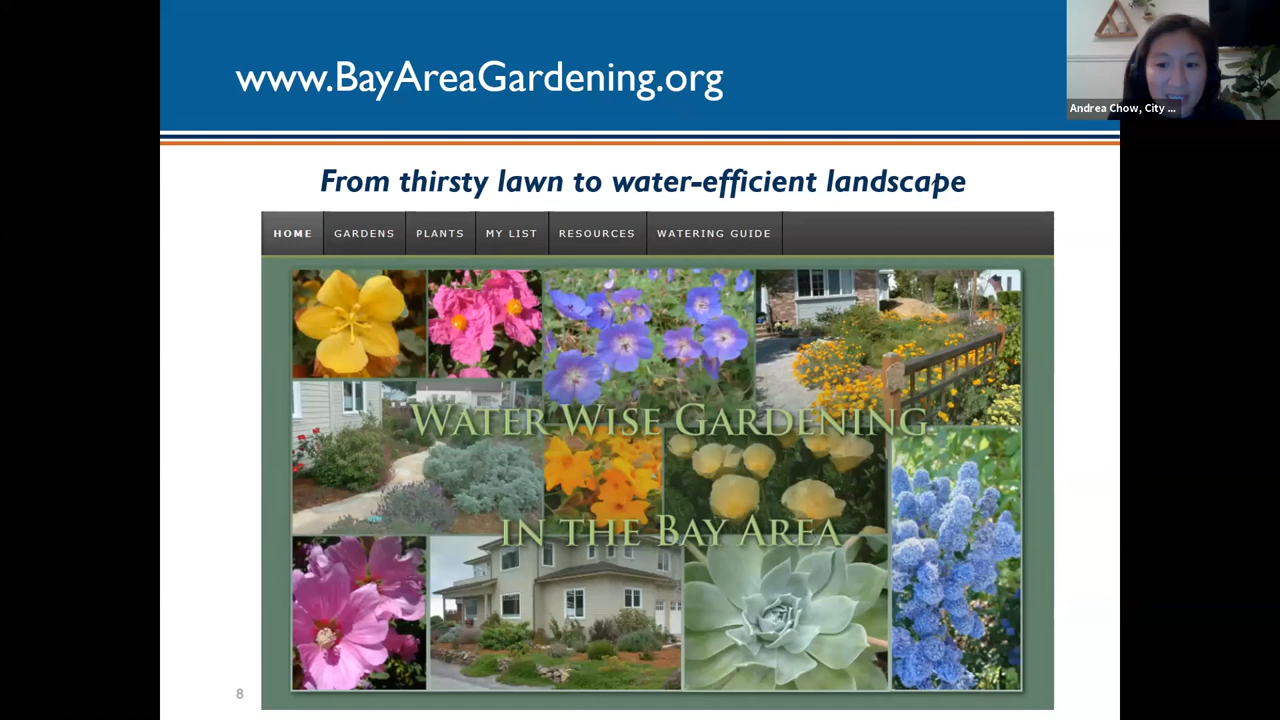 www.BayAreaGardening.org
Andrea Chow, City ...
From thirsty lawn to water-efficient landscape
HOME GARDENS PLANTS MY LIST RESOURCES WATERING GUIDE
WATER WISE GARDENING
IN THE BAY AREA
8